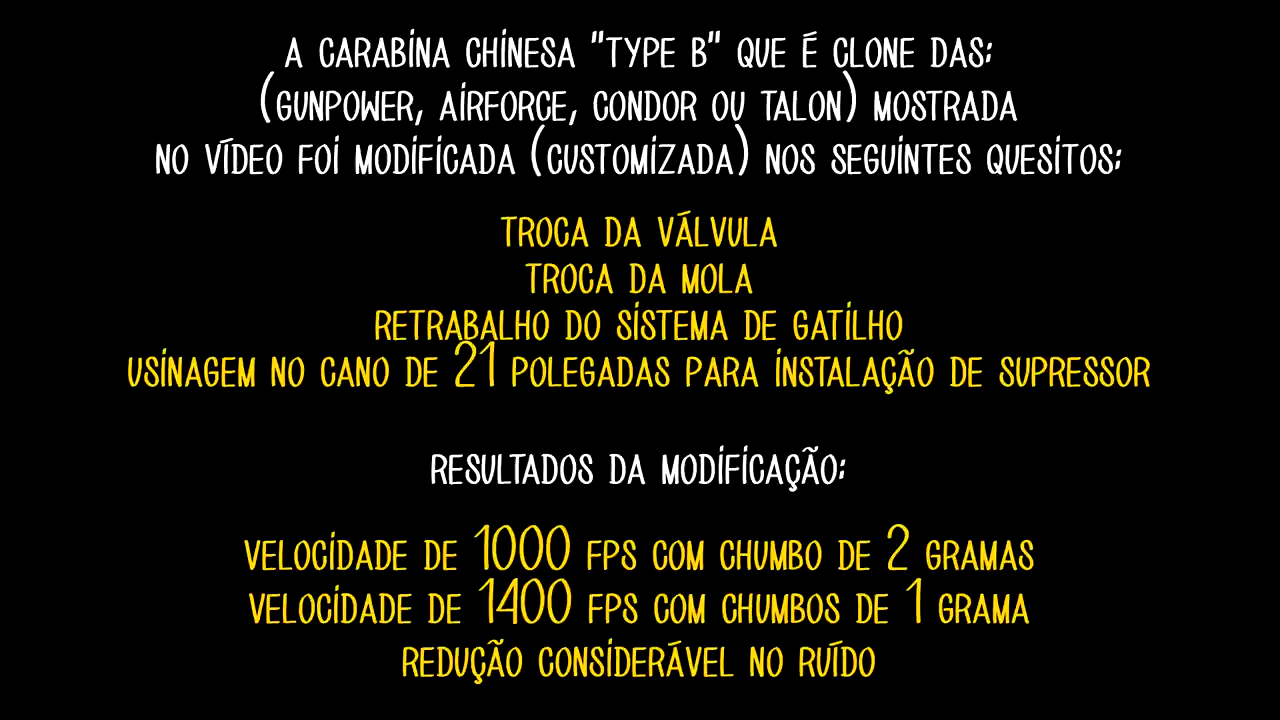 A CARABINA CHINESA "TYPE B" QUE É CLONE DAS:
(GUNPOWER, AIRFORCE, CONDOR OU TALON) MOSTRADA
NO VÍDEO FOI MODIFICADA (CUSTOMIZADA) NOS SEGUINTES QUESITOS:
TROCA DA VÁLVULA
TROCA DA MOLA
RETRABALHO DO SISTEMA DE GATILHO
USINAGEM NO CANO DE 21 POLEGADAS PARA INSTALAÇÃO DE SUPRESSOR
RESULTADOS DA MODIFICAÇÃO:
VELOCIDADE DE 1000 FPS COM CHUMBO DE 2 GRAMAS
VELOCIDADE DE 1400 FPS COM CHUMBOS DE 1 GRAMA
REDUÇÃO CONSIDERÁVEL NO RUÍDO